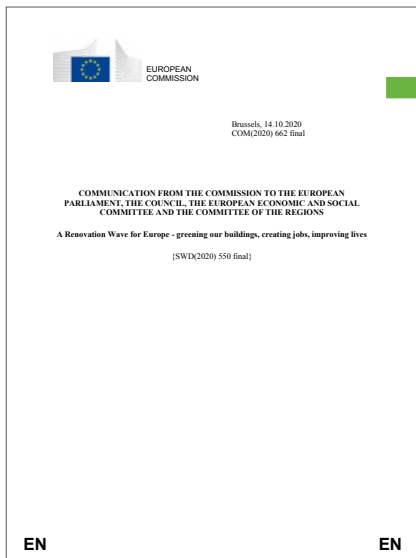 EUROPEAN
COMMISSION
Brussels, 14.10.2020
COM(2020) 662 final
COMMUNICATION FROM THE COMMISSION TO THE EUROPEAN
PARLIAMENT, THE COUNCIL, THE EUROPEAN ECONOMIC AND SOCIAL
COMMITTEE AND THE COMMITTEE OF THE REGIONS
A Renovation Wave for Europe - greening our buildings, creating jobs, improving lives
{SWD(2020) 550 final}
EN EN